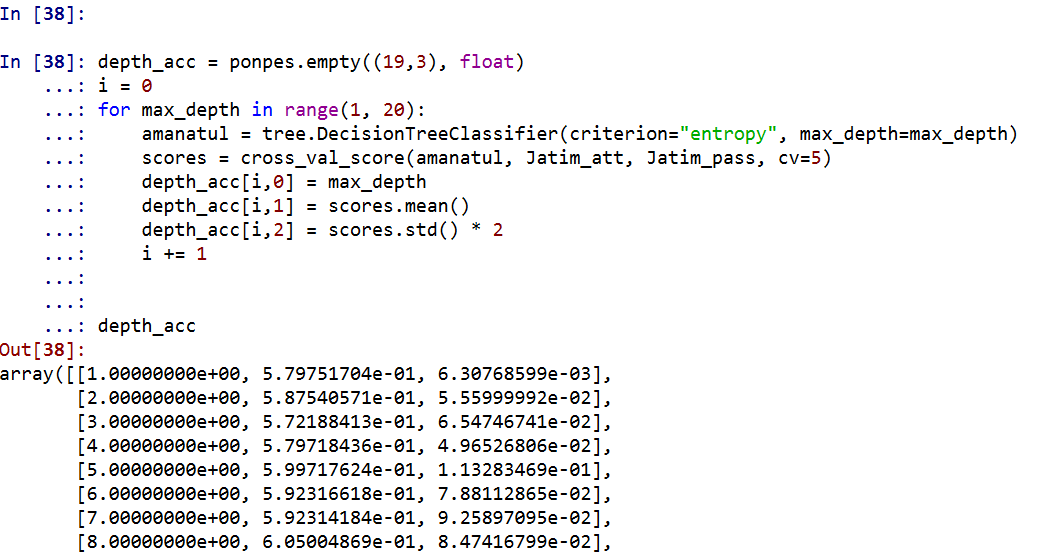 In [38]:
In [38]: depth_acc = ponpes.empty((19,3), float)
...: i = 0
...: for max_depth in range(1, 20):
...:     amanatul = tree.DecisionTreeClassifier(criterion="entropy", max_depth=max_depth)
...:     scores = cross_val_score(amanatul, Jatim_att, Jatim_pass, cv=5)
...:     depth_acc[i,0] = max_depth
...:     depth_acc[i,1] = scores.mean()
...:     depth_acc[i,2] = scores.std() * 2
...:     i += 1
...:
...:
...: depth_acc
Out[38]:
array([[1.00000000e+00, 5.79751704e-01, 6.30768599e-03],
[2.00000000e+00, 5.87540571e-01, 5.55999992e-02],
[3.00000000e+00, 5.72188413e-01, 6.54746741e-02],
[4.00000000e+00, 5.79718436e-01, 4.96526806e-02],
[5.00000000e+00, 5.99717624e-01, 1.13283469e-01],
[6.00000000e+00, 5.92316618e-01, 7.88112865e-02],
[7.00000000e+00, 5.92314184e-01, 9.25897095e-02],
[8.00000000e+00, 6.05004869e-01, 8.47416799e-02],